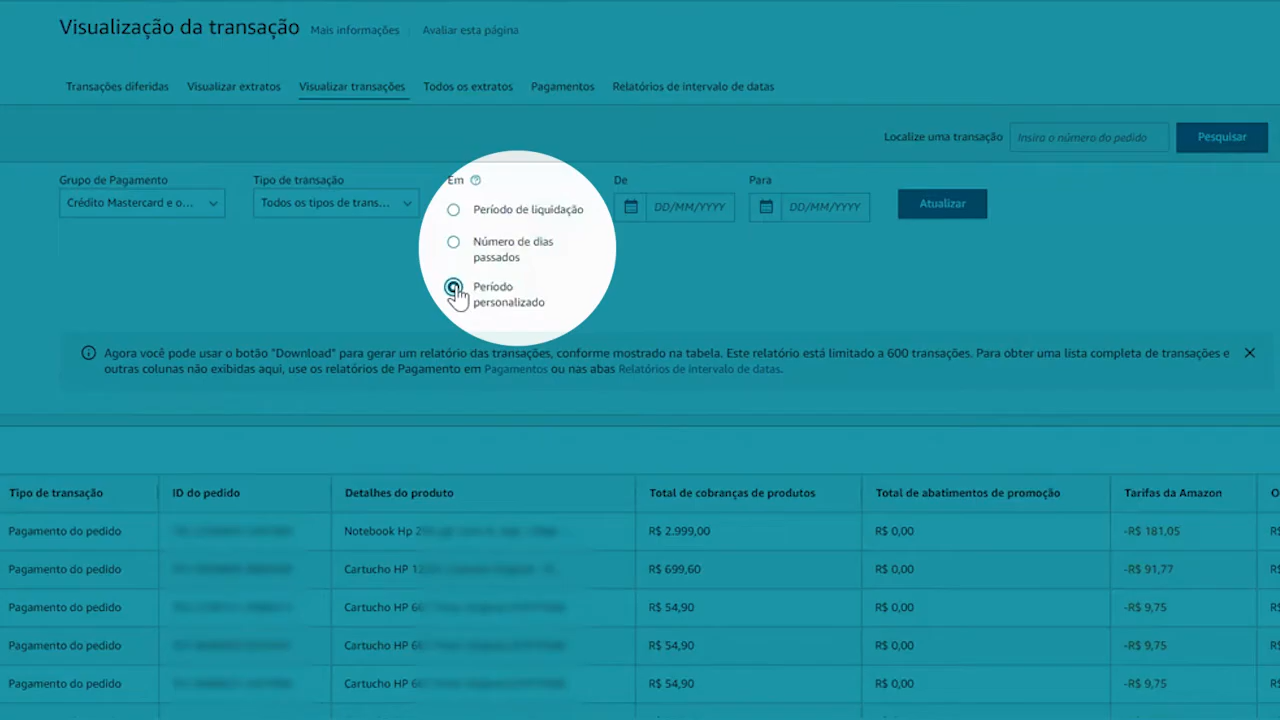 Visualização da transação Mais informações Avaliar esta página
Transações diferidas Visualizar extratos Visualizar transações Todos os extratos Pagamentos Relatórios de intervalo de datas
Localize uma transação Insira o número do pedido Pesquisar
Grupo de Pagamento Tipo de transação Em De Para
Crédito Mastercard e o... Todos os tipos de trans... DD/MM/YYYY DD/MM/YYYY Atualizar
Período de liquidação
Número de dias
passados
Período
personalizado
Agora você pode usar o botão "Download" para gerar um relatório das transações, conforme mostrado na tabela. Este relatório está limitado a 600 transações. Para obter uma lista completa de transações e
outras colunas não exibidas aqui, use os relatórios de Pagamento em Pagamentos ou nas abas Relatórios de intervalo de datas.
Tipo de transação ID do pedido Detalhes do produto Total de cobranças de produtos Total de abatimentos de promoção Tarifas da Amazon
Pagamento do pedido Notebook Hp R$ 2.999,00 R$ 0,00 -R$ 181,05
Pagamento do pedido Cartucho HP R$ 699,60 R$ 0,00 -R$ 91,77
Pagamento do pedido Cartucho HP R$ 54,90 R$ 0,00 -R$ 9,75
Pagamento do pedido Cartucho HP R$ 54,90 R$ 0,00 -R$ 9,75
Pagamento do pedido Cartucho HP R$ 54,90 R$ 0,00 -R$ 9,75